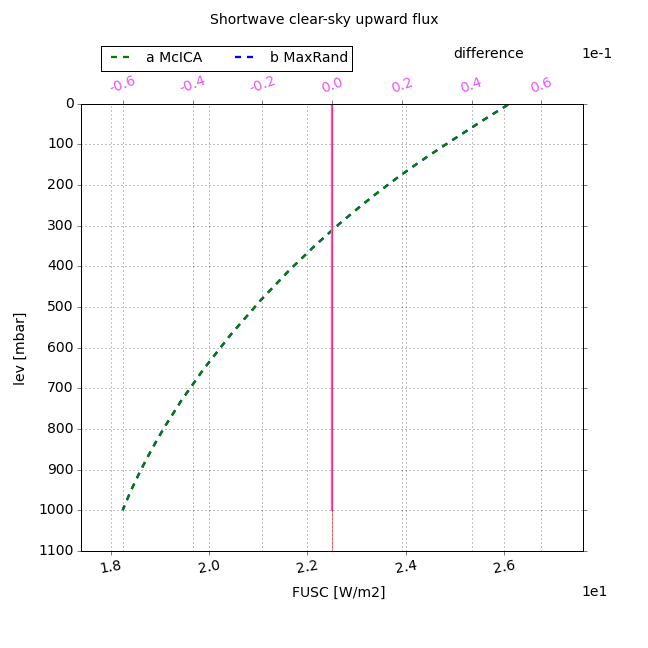 Shortwave clear-sky upward flux
a McICA b MaxRand difference 1e-1
-0.6 -0.4 -0.2 0.0 0.2 0.4 0.6
0
100
200
300
400
500
600
700
800
900
1000
1100
lev [mbar]
1.8 2.0 2.2 2.4 2.6
FUSC [W/m2] 1e1